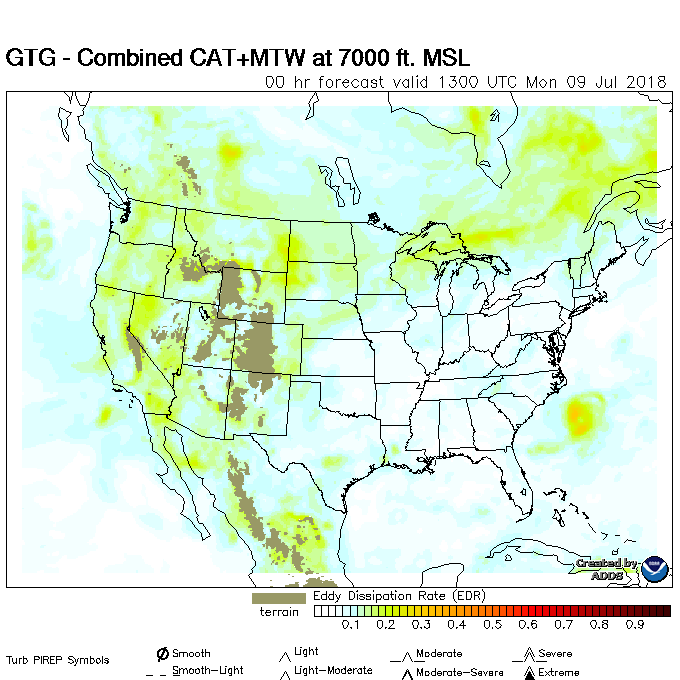 GTG - Combined CAT+MTW at 7000 ft. MSL
00 hr forecast valid 1300 UTC Mon 09 Jul 2018
Created by
ADDS
Eddy Dissipation Rate (EDR)
terrain
0.1 0.2 0.3 0.4 0.5 0.6 0.7 0.8 0.9
Turb PIREP Symbols
Smooth Light Moderate Severe
Smooth-Light Light-Moderate Moderate-Severe Extreme